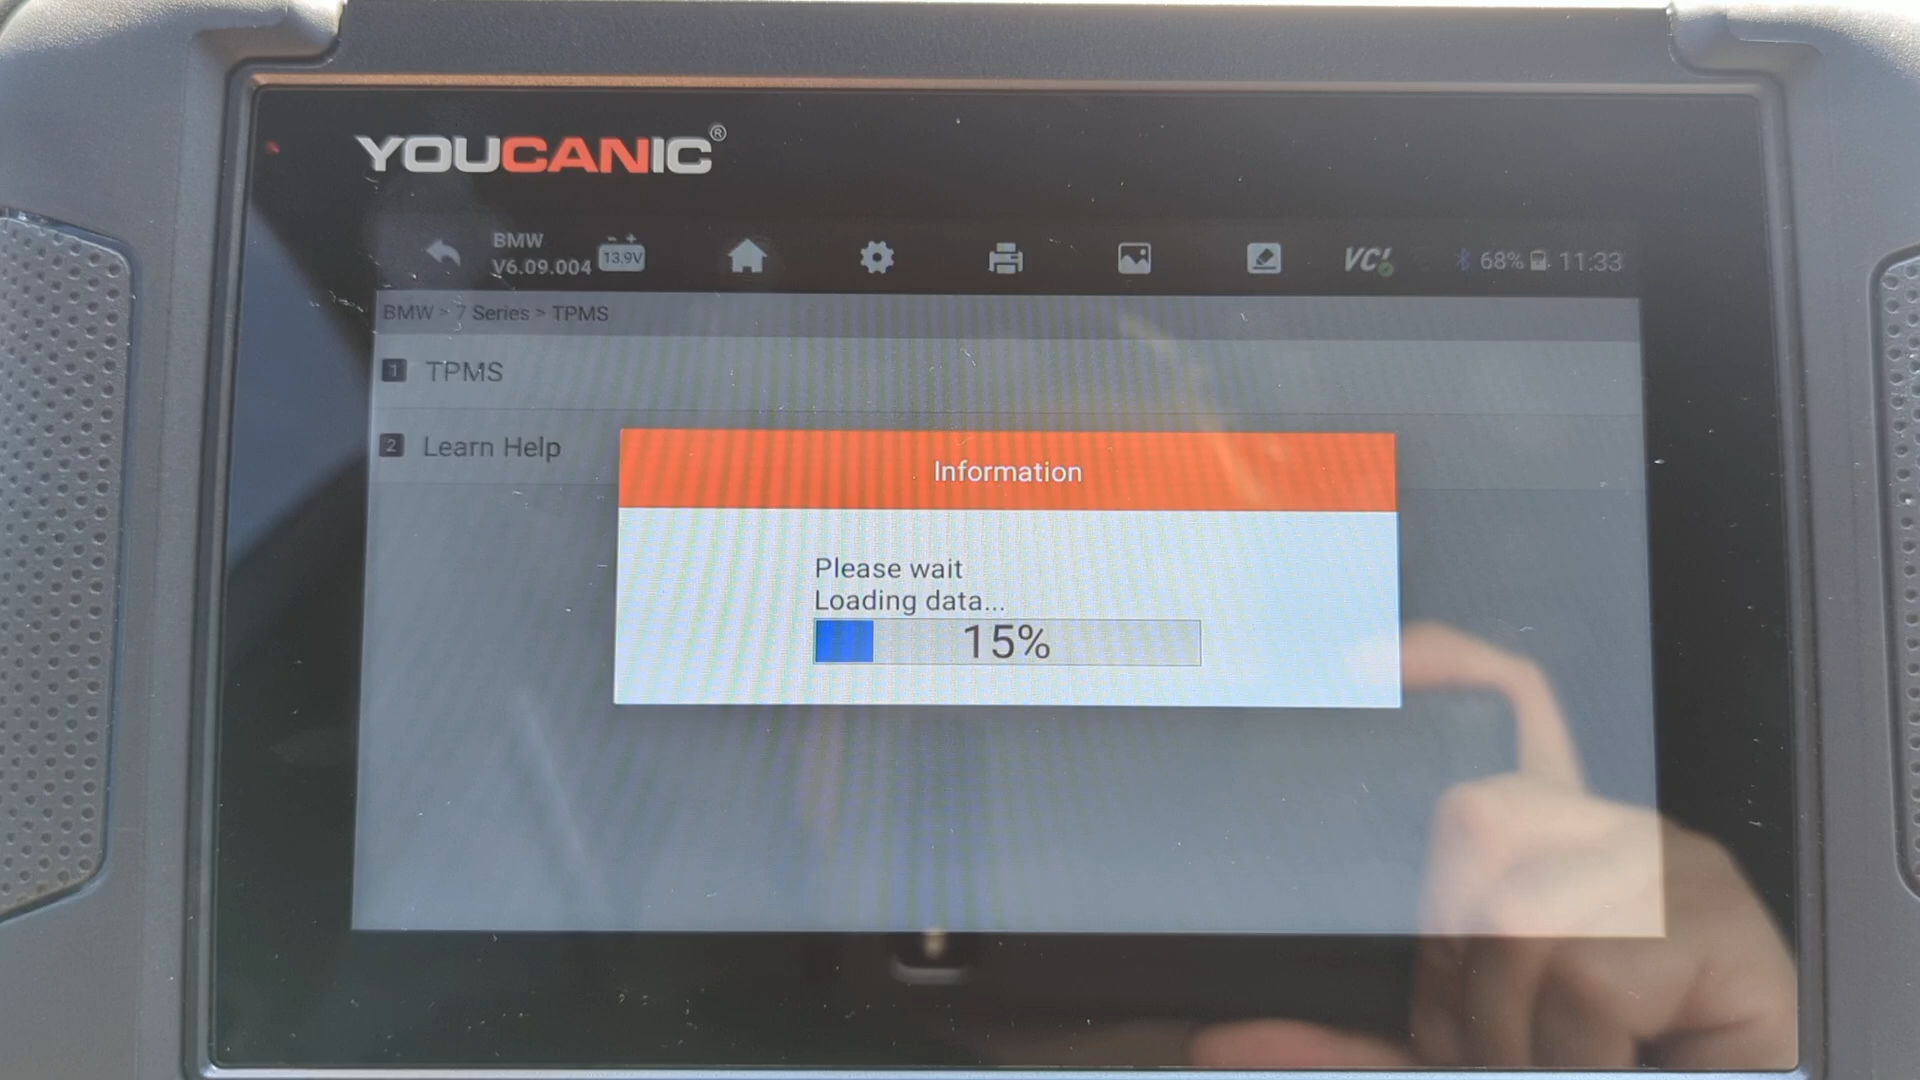 YOUCANIC®
BMW
V6.09.004
13.9V
VCI
68%
11:33
BMW > 7 Series > TPMS
1 TPMS
2 Learn Help
Information
Please wait
Loading data...
15%